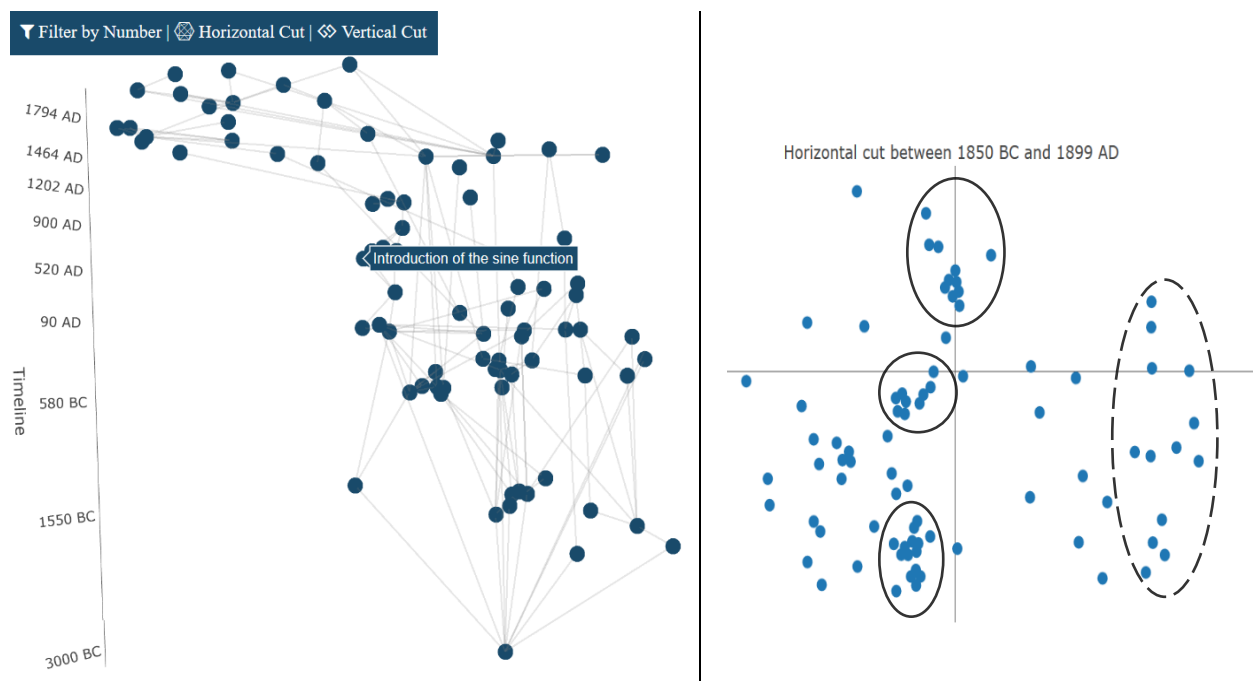 Filter by Number | Horizontal Cut | Vertical Cut
1794 AD
1464 AD
1202 AD
900 AD
520 AD
90 AD
580 BC
1550 BC
3000 BC
Timeline
Introduction of the sine function
Horizontal cut between 1850 BC and 1899 AD